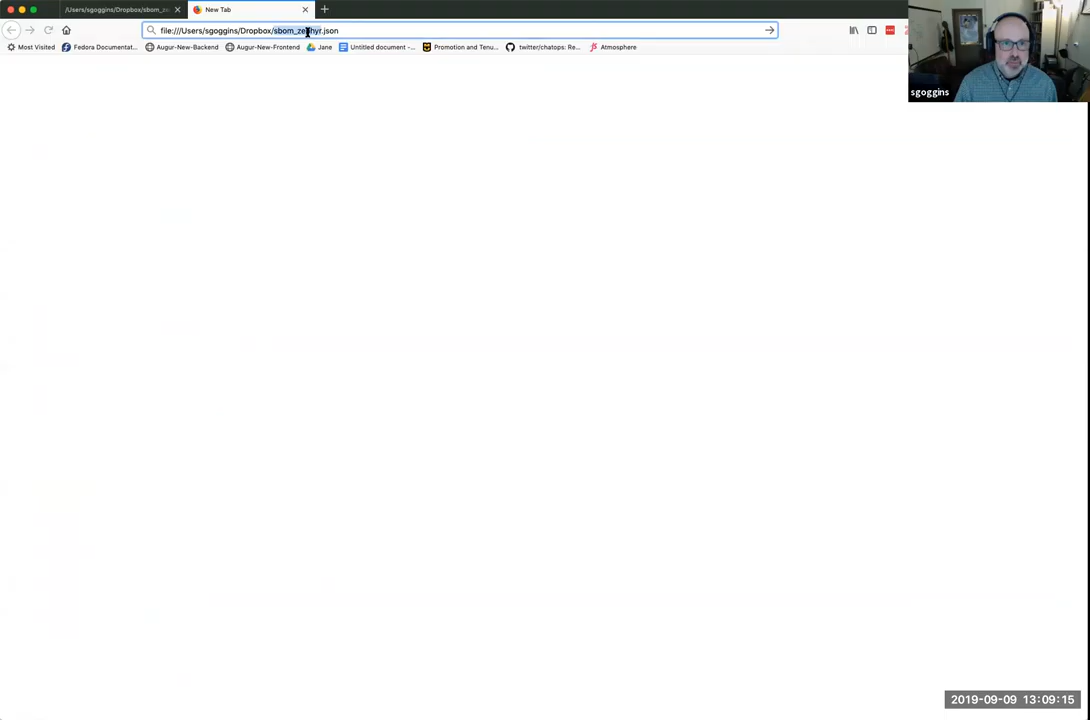 /Users/sgoggins/Dropbox/sbom_ze
New Tab
file:///Users/sgoggins/Dropbox/sbom_zephyr.json
Most Visited
Fedora Documentat...
Augur-New-Backend
Augur-New-Frontend
Jane
Untitled document -...
Promotion and Tenu...
twitter/chatops: Re...
Atmosphere
sgoggins
2019-09-09 13:09:15